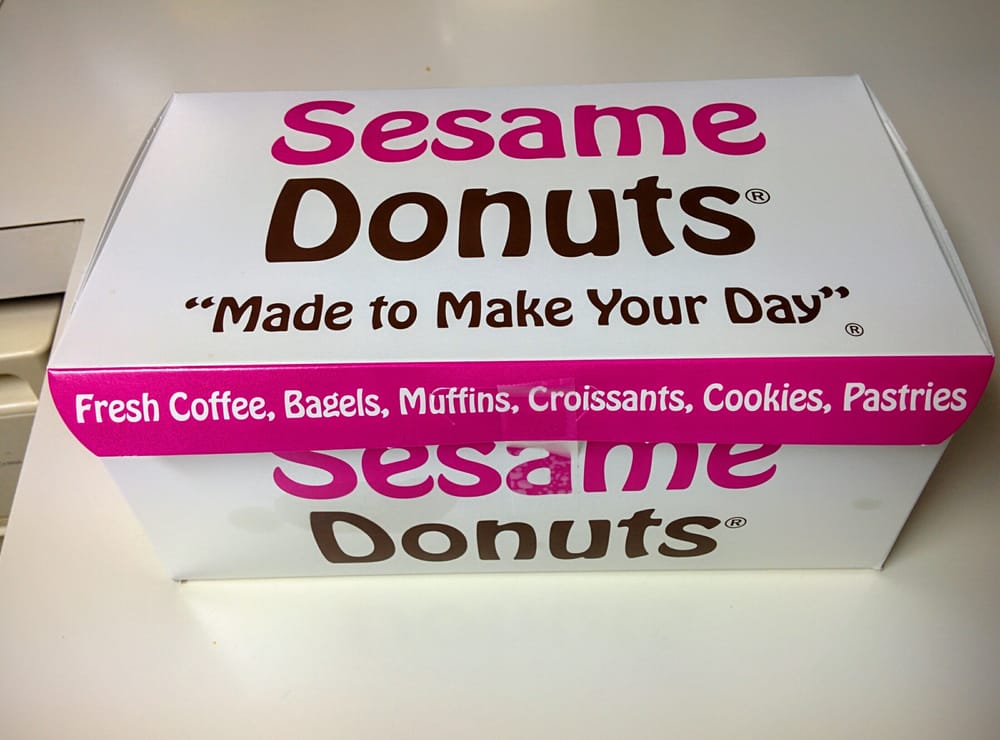 Sesame
Donuts®
“Made to Make Your Day”®
Fresh Coffee, Bagels, Muffins, Croissants, Cookies, Pastries
Sesame
Donuts®